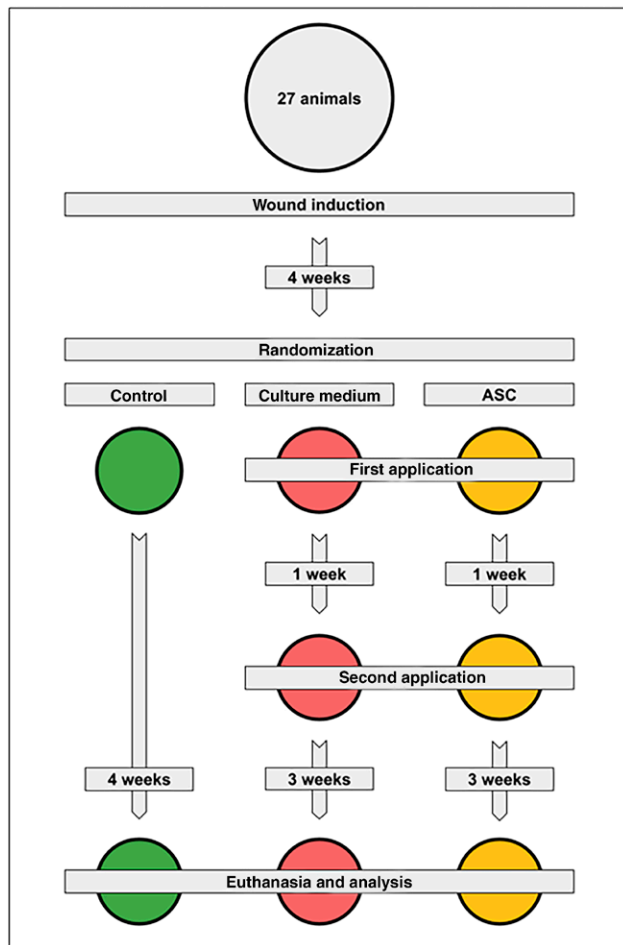 27 animals
Wound induction
4 weeks
Randomization
Control Culture medium ASC
First application
1 week 1 week
Second application
4 weeks 3 weeks 3 weeks
Euthanasia and analysis